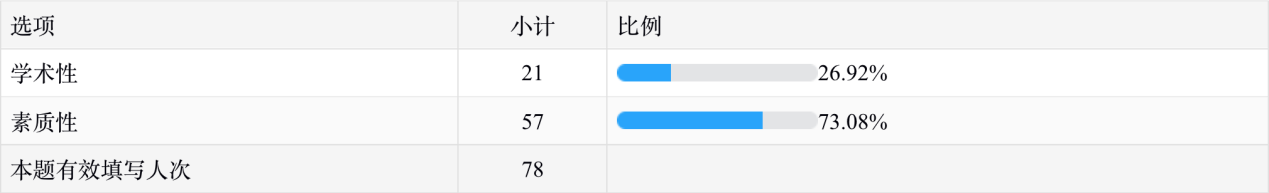 选项 小计 比例
学术性 21 26.92%
素质性 57 73.08%
本题有效填写人次 78